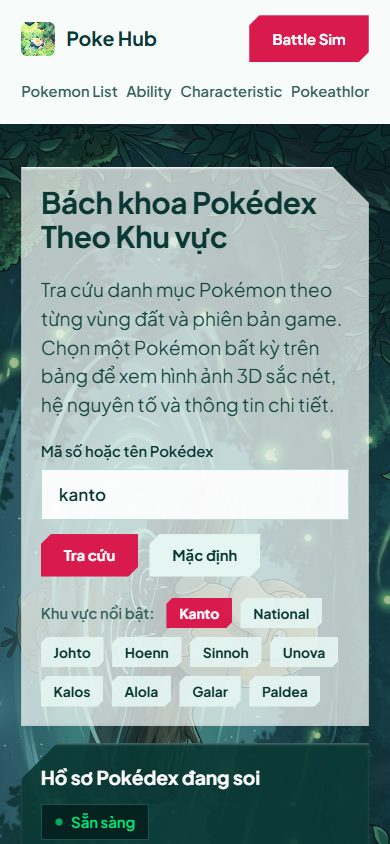 Poke Hub
Battle Sim
Pokemon List Ability Characteristic Pokeathlon
Bách khoa Pokédex
Theo Khu vực
Tra cứu danh mục Pokémon theo
từng vùng đất và phiên bản game.
Chọn một Pokémon bất kỳ trên
bảng để xem hình ảnh 3D sắc nét,
hệ nguyên tố và thông tin chi tiết.
Mã số hoặc tên Pokédex
kanto
Tra cứu Mặc định
Khu vực nổi bật: Kanto National
Johto Hoenn Sinnoh Unova
Kalos Alola Galar Paldea
Hồ sơ Pokédex đang soi
Sẵn sàng